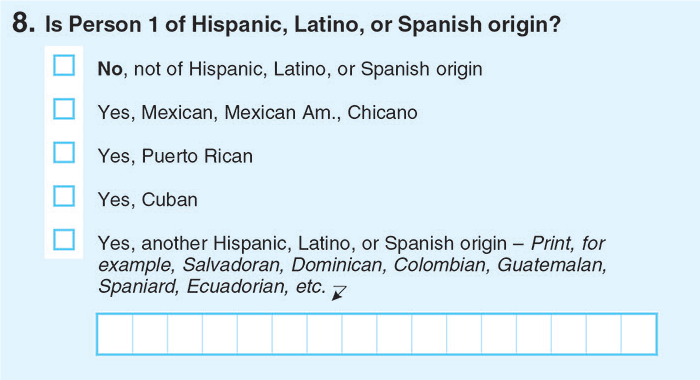 8. Is Person 1 of Hispanic, Latino, or Spanish origin?
No, not of Hispanic, Latino, or Spanish origin
Yes, Mexican, Mexican Am., Chicano
Yes, Puerto Rican
Yes, Cuban
Yes, another Hispanic, Latino, or Spanish origin – Print, for
example, Salvadoran, Dominican, Colombian, Guatemalan,
Spaniard, Ecuadorian, etc.